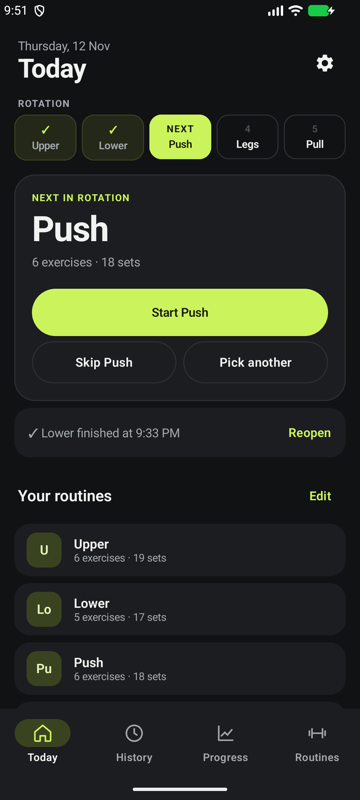 9:51
Thursday, 12 Nov
Today
ROTATION
✓ Upper
✓ Lower
NEXT Push
4 Legs
5 Pull
NEXT IN ROTATION
Push
6 exercises · 18 sets
Start Push
Skip Push
Pick another
✓ Lower finished at 9:33 PM
Reopen
Your routines
Edit
U
Upper
6 exercises · 19 sets
Lo
Lower
5 exercises · 17 sets
Pu
Push
6 exercises · 18 sets
Today
History
Progress
Routines